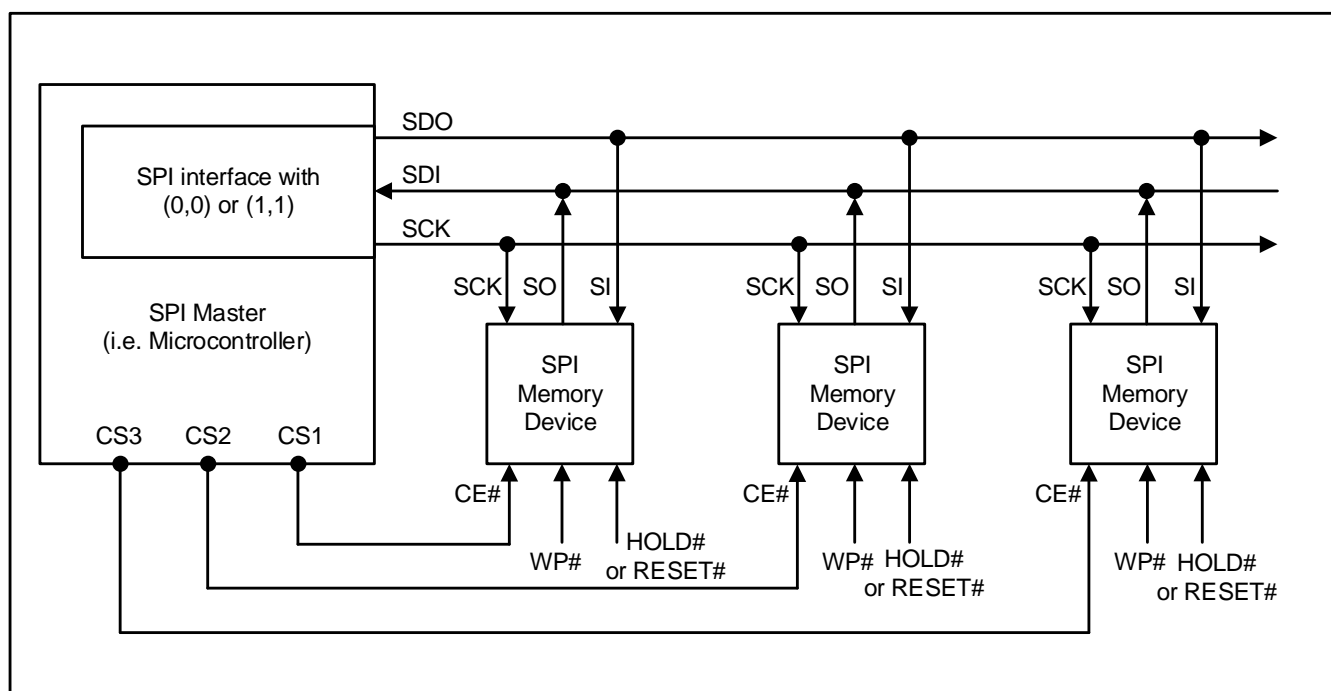 SDO
SPI interface with
(0,0) or (1,1)
SDI
SCK
SPI Master
(i.e. Microcontroller)
SCK
SO
SI
SCK
SO
SI
SCK
SO
SI
SPI
Memory
Device
SPI
Memory
Device
SPI
Memory
Device
CS3
CS2
CS1
CE#
WP#
HOLD#
or RESET#
CE#
WP#
HOLD#
or RESET#
CE#
WP#
HOLD#
or RESET#